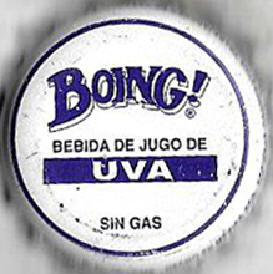 BOING!®
BEBIDA DE JUGO DE
UVA
SIN GAS